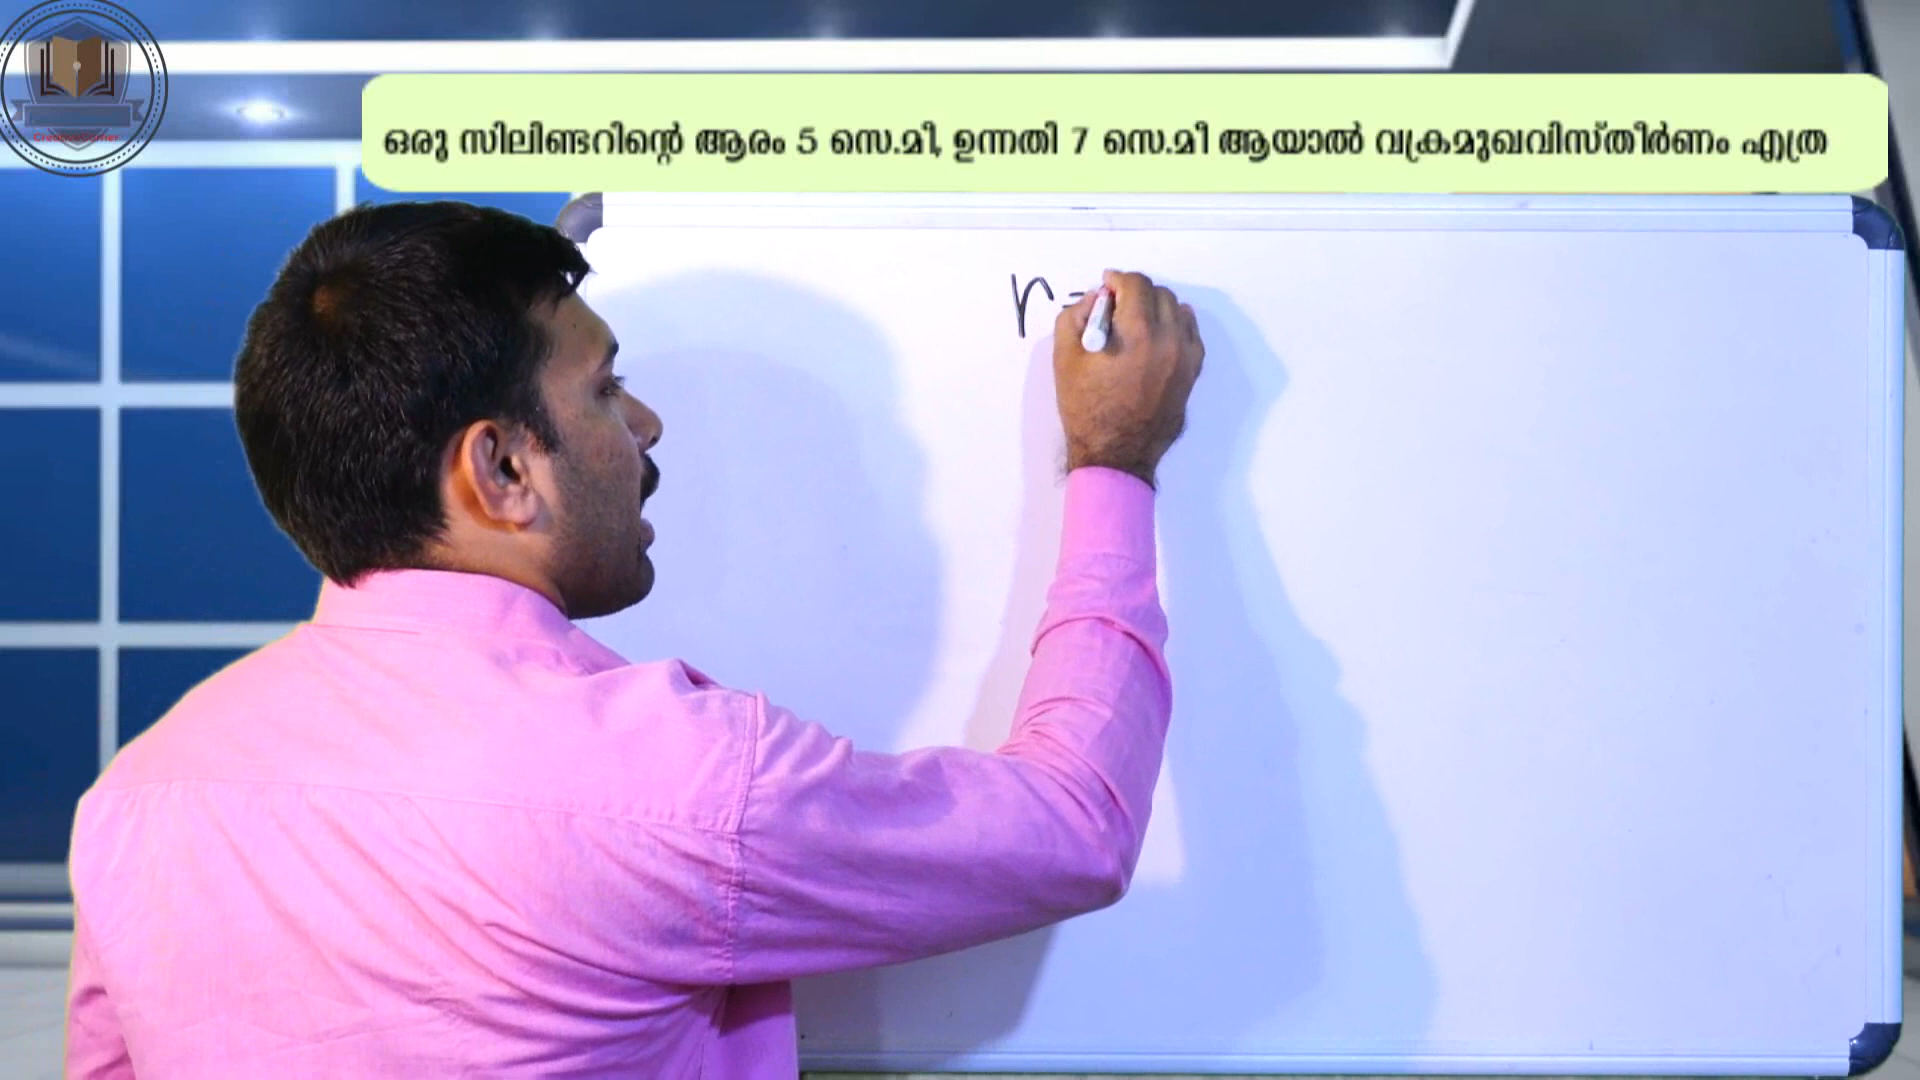 ഒരു സിലിണ്ടറിന്റെ ആരം 5 സെ.മീ, ഉന്നതി 7 സെ.മീ ആയാൽ വക്രമുഖവിസ്തീർണം എത്ര
r =